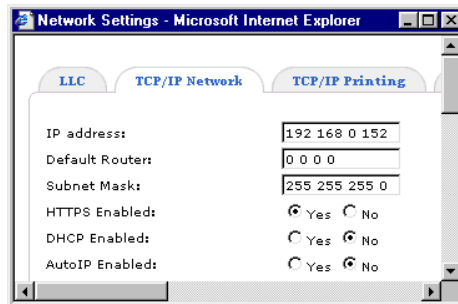 Network Settings - Microsoft Internet Explorer
LLC TCP/IP Network TCP/IP Printing
IP address: 192 168 0 152
Default Router: 0 0 0 0
Subnet Mask: 255 255 255 0
HTTPS Enabled: Yes No
DHCP Enabled: Yes No
AutoIP Enabled: Yes No